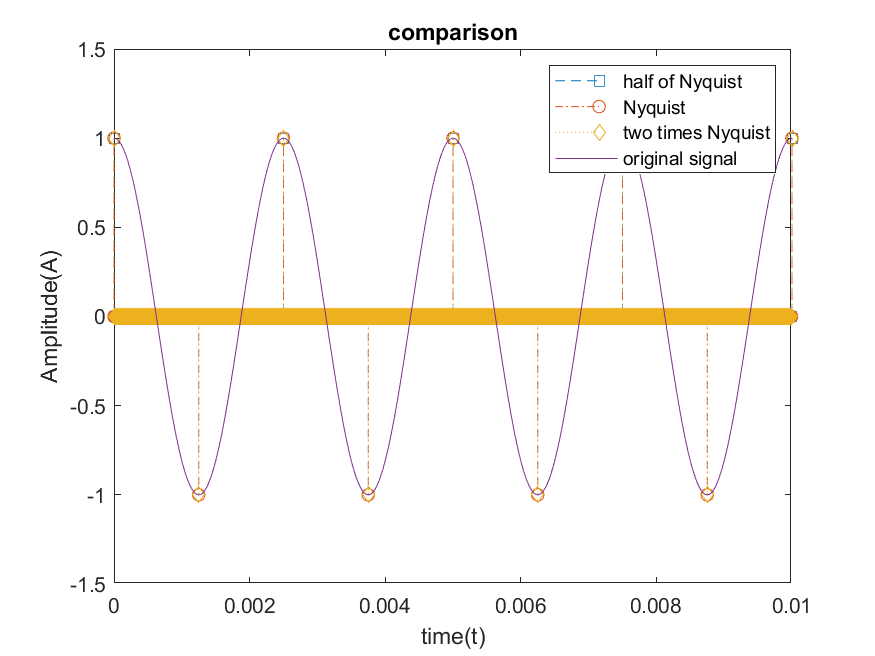 comparison
1.5
1
0.5
0
-0.5
-1
-1.5
Amplitude(A)
half of Nyquist
Nyquist
two times Nyquist
original signal
0 0.002 0.004 0.006 0.008 0.01
time(t)